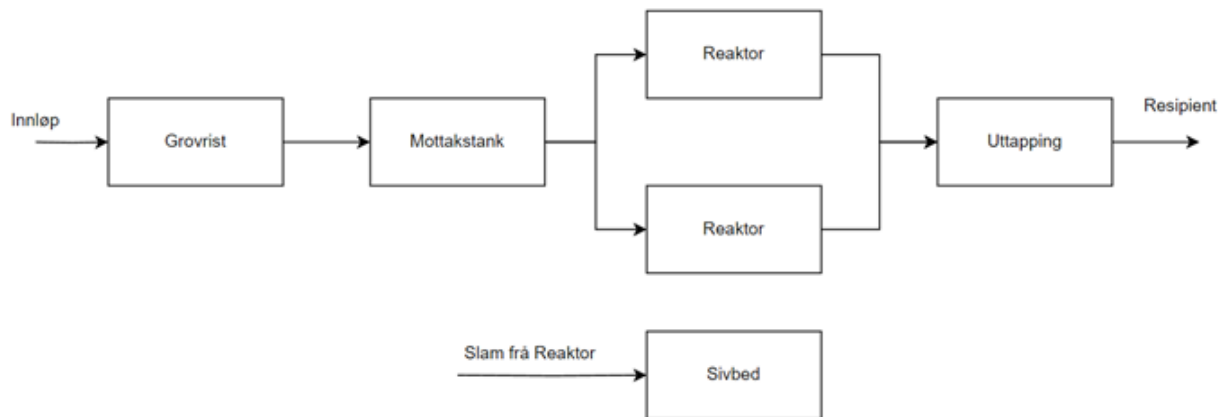 Innløp
Grovrist
Mottakstank
Reaktor
Reaktor
Uttapping
Resipient
Slam frå Reaktor
Sivbed